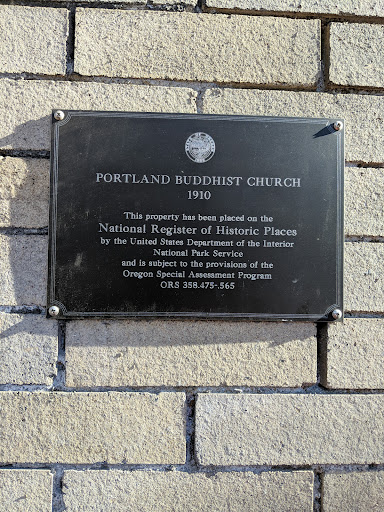 PORTLAND BUDDHIST CHURCH
1910
This property has been placed on the
National Register of Historic Places
by the United States Department of the Interior
National Park Service
and is subject to the provisions of the
Oregon Special Assessment Program
ORS 358.475-.565